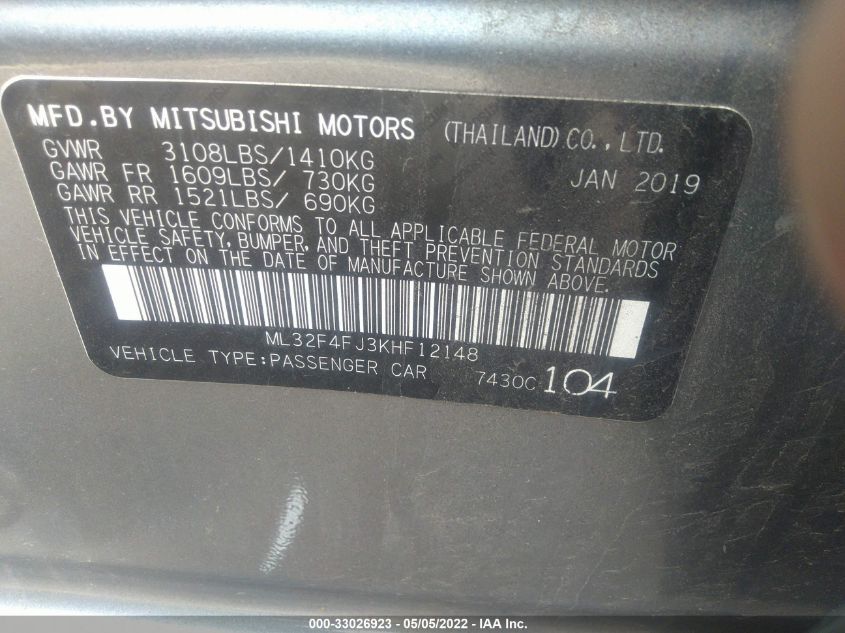 MFD.BY MITSUBISHI MOTORS (THAILAND) CO., LTD.
GVWR 3108LBS/1410KG JAN 2019
GAWR FR 1609LBS/ 730KG
GAWR RR 1521LBS/ 690KG
THIS VEHICLE CONFORMS TO ALL APPLICABLE FEDERAL MOTOR
VEHICLE SAFETY, BUMPER, AND THEFT PREVENTION STANDARDS
IN EFFECT ON THE DATE OF MANUFACTURE SHOWN ABOVE.
ML32F4FJ3KHF12148
VEHICLE TYPE:PASSENGER CAR 7430C 104
000-33026923 - 05/05/2022 - IAA Inc.